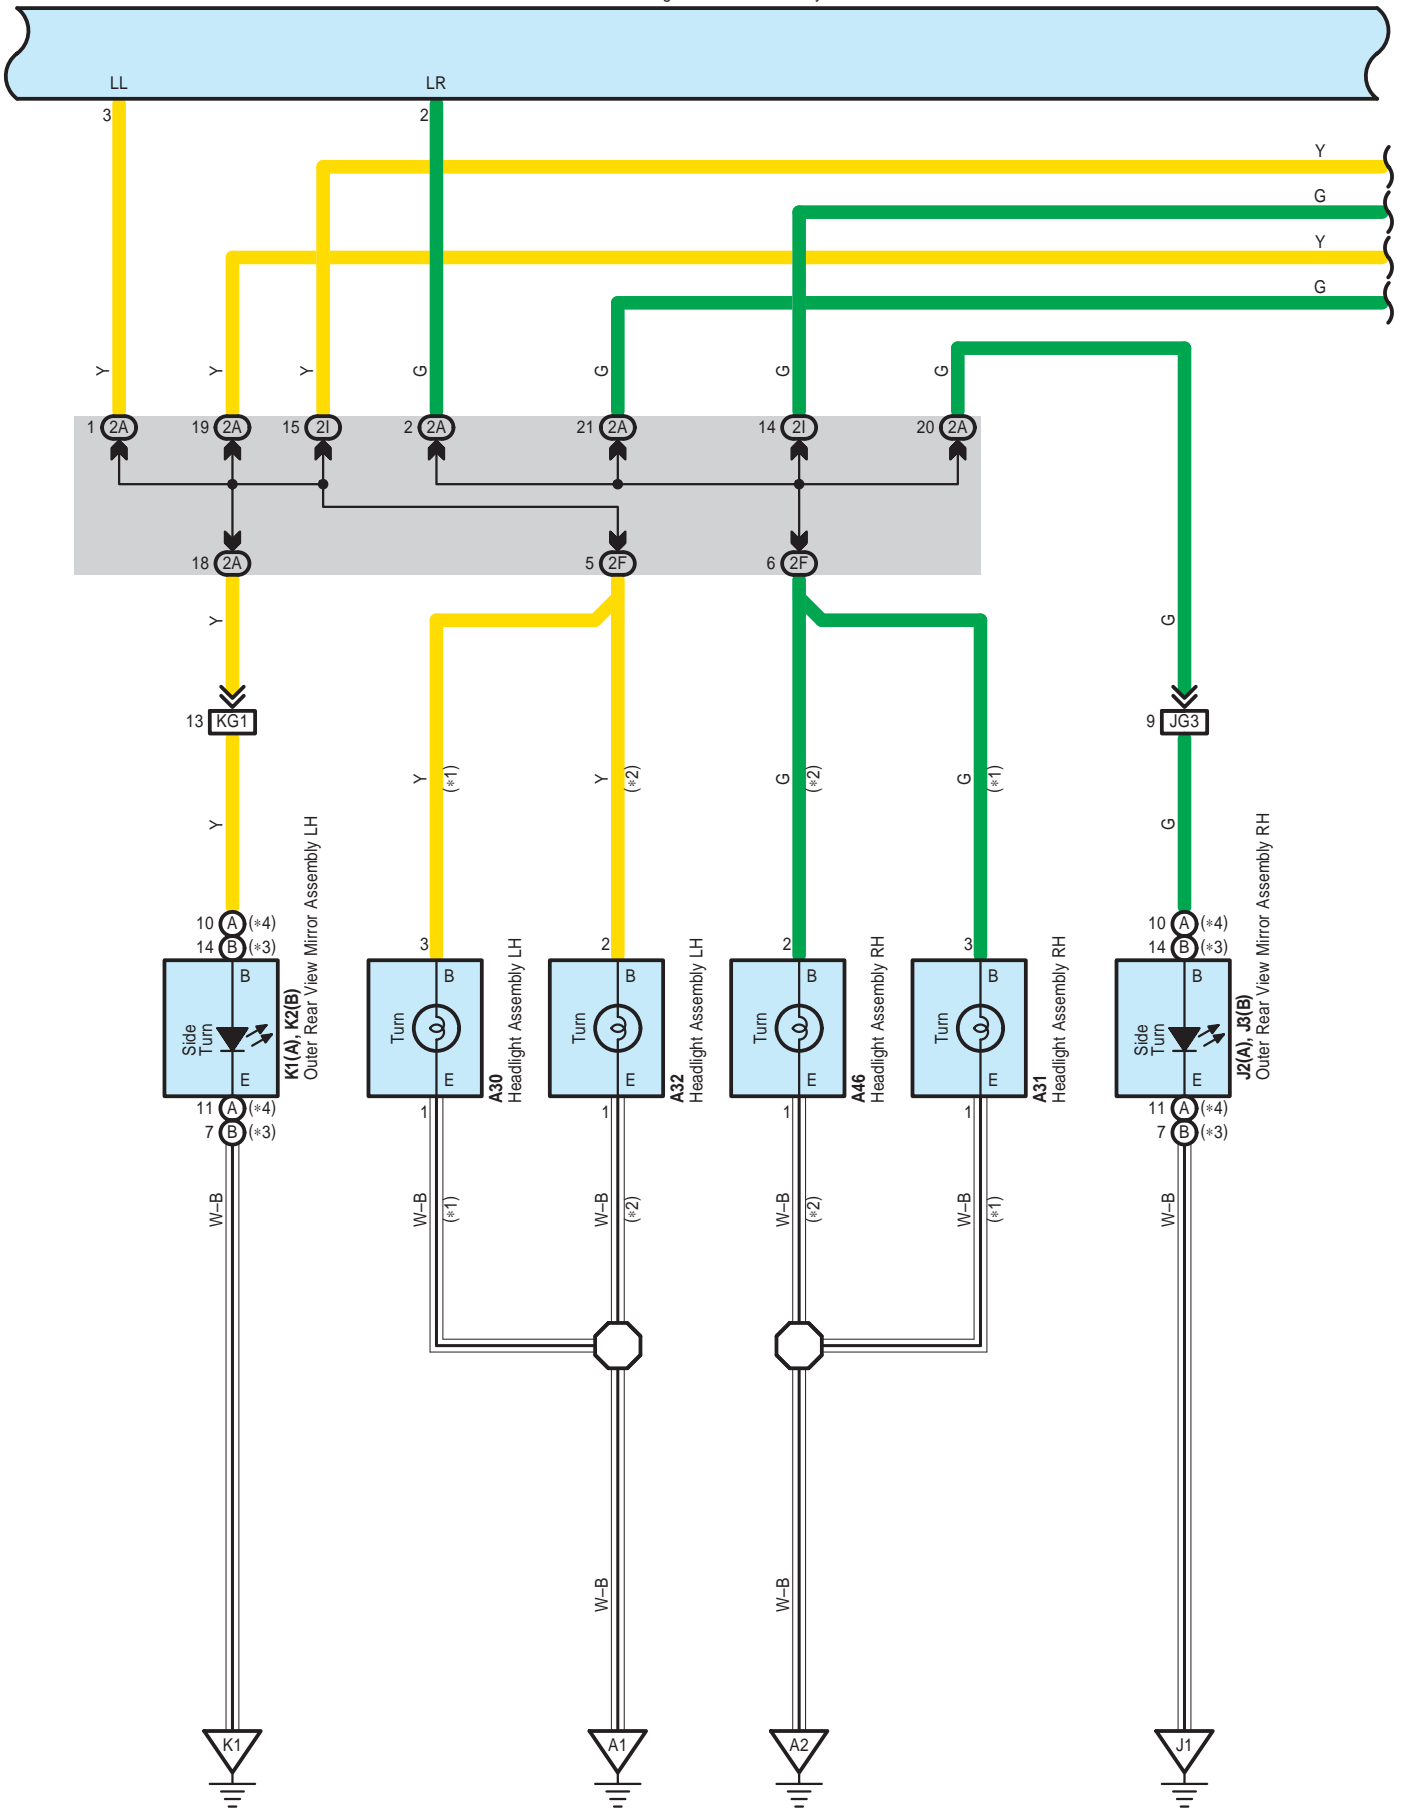 LL
LR
3
2
Y
G
Y
G
Y
Y
Y
G
G
G
G
1 2A
19 2A
15 2I
2 2A
21 2A
14 2I
20 2A
18 2A
5 2F
6 2F
Y
G
13 KG1
9 JG3
Y
(*1)
Y
(*2)
G
(*2)
G
(*1)
Y
G
10 A (*4)
14 B (*3)
3
2
2
3
10 A (*4)
14 B (*3)
B
Side
Turn
E
K1(A), K2(B)
Outer Rear View Mirror Assembly LH
B
Turn
E
A30
Headlight Assembly LH
B
Turn
E
A32
Headlight Assembly LH
B
Turn
E
A46
Headlight Assembly RH
B
Turn
E
A31
Headlight Assembly RH
B
Side
Turn
E
J2(A), J3(B)
Outer Rear View Mirror Assembly RH
11 A (*4)
7 B (*3)
1
1
1
1
11 A (*4)
7 B (*3)
W–B
W–B
(*1)
W–B
(*2)
W–B
(*2)
W–B
(*1)
W–B
W–B
W–B
K1
A1
A2
J1